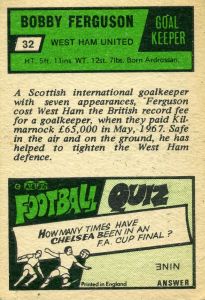 BOBBY FERGUSON
32
WEST HAM UNITED
GOAL
KEEPER
HT. 5ft. 11ins WT. 12st. 7lbs. Born Ardrossan.
A Scottish international goalkeeper
with seven appearances, 'Ferguson
cost West Ham the British record fee
for a goalkeeper, when they paid Kil-
marnock £65,000 in May, 1967. Safe
in the air and on the ground, he has
helped to tighten the West Ham
defence.
A&BC
FOOTBALL QUIZ
HOW MANY TIMES HAVE
CHELSEA BEEN IN AN
F.A. CUP FINAL ?
NINE
ANSWER
Printed in England